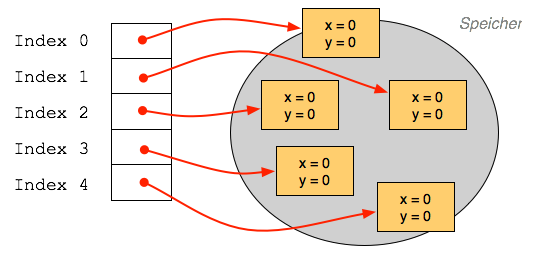 Speicher
Index 0
Index 1
Index 2
Index 3
Index 4
x = 0
y = 0
x = 0
y = 0
x = 0
y = 0
x = 0
y = 0
x = 0
y = 0